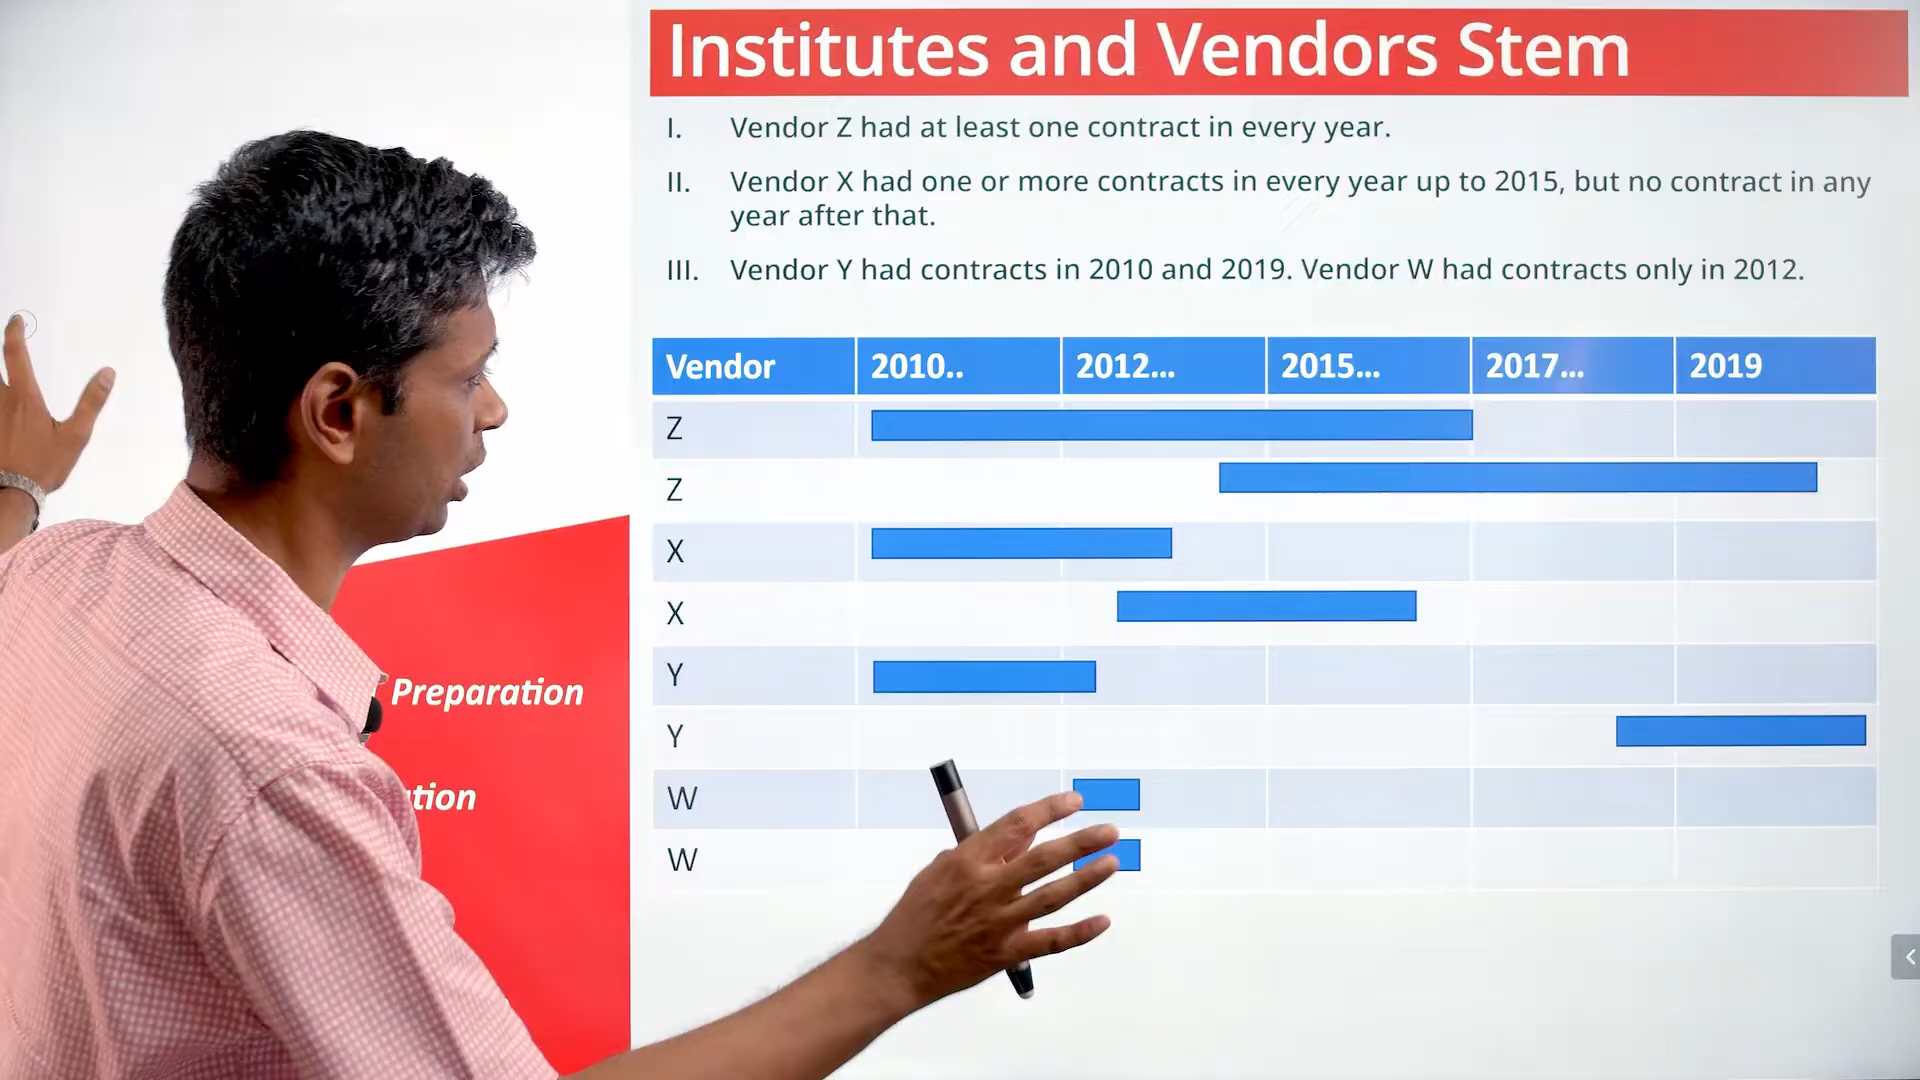 Institutes and Vendors Stem
I. Vendor Z had at least one contract in every year.
II. Vendor X had one or more contracts in every year up to 2015, but no contract in any
year after that.
III. Vendor Y had contracts in 2010 and 2019. Vendor W had contracts only in 2012.
Vendor 2010.. 2012... 2015... 2017... 2019
Z
Z
X
X
Y
Y
W
W
Preparation